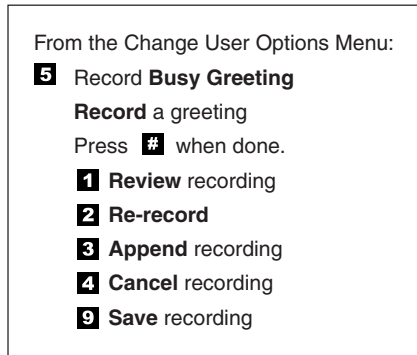 From the Change User Options Menu:
5 Record Busy Greeting
Record a greeting
Press # when done.
1 Review recording
2 Re-record
3 Append recording
4 Cancel recording
9 Save recording